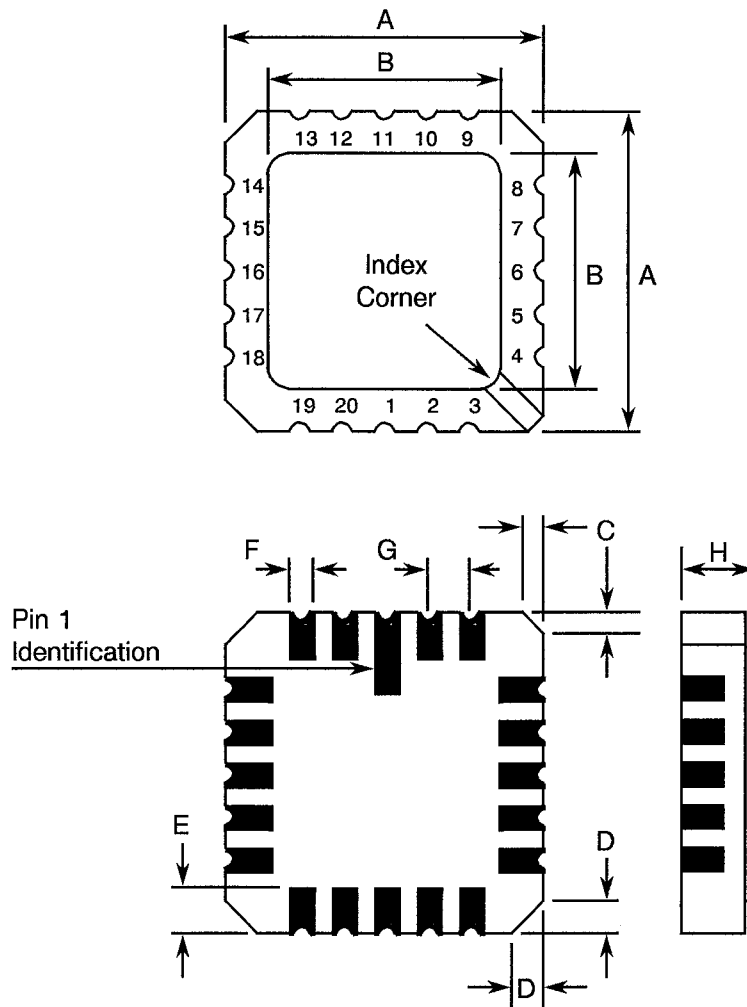 A
B
13 12 11 10 9
14 8
15 7
16 6
17 5
18 4
Index
Corner
B A
19 20 1 2 3
C
F G H
Pin 1
Identification
E D
D